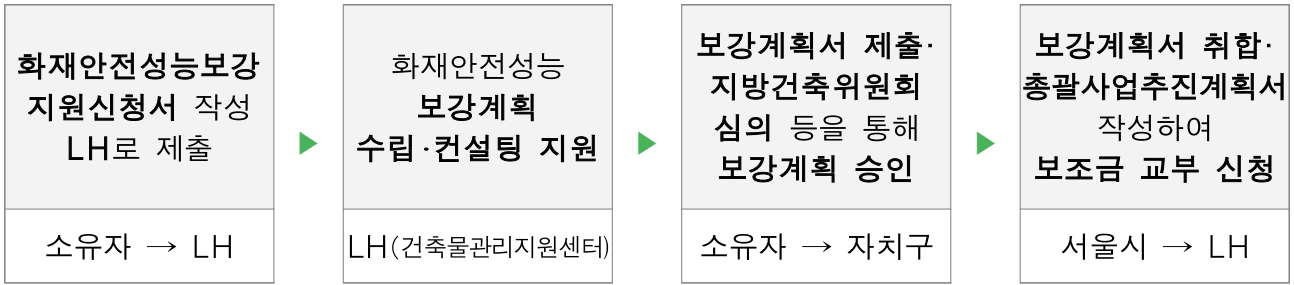 화재안전성능보강
지원신청서 작성
LH로 제출
소유자 → LH
화재안전성능
보강계획
수립·컨설팅 지원
LH(건축물관리지원센터)
보강계획서 제출·
지방건축위원회
심의 등을 통해
보강계획 승인
소유자 → 자치구
보강계획서 취합·
총괄사업추진계획서
작성하여
보조금 교부 신청
서울시 → LH